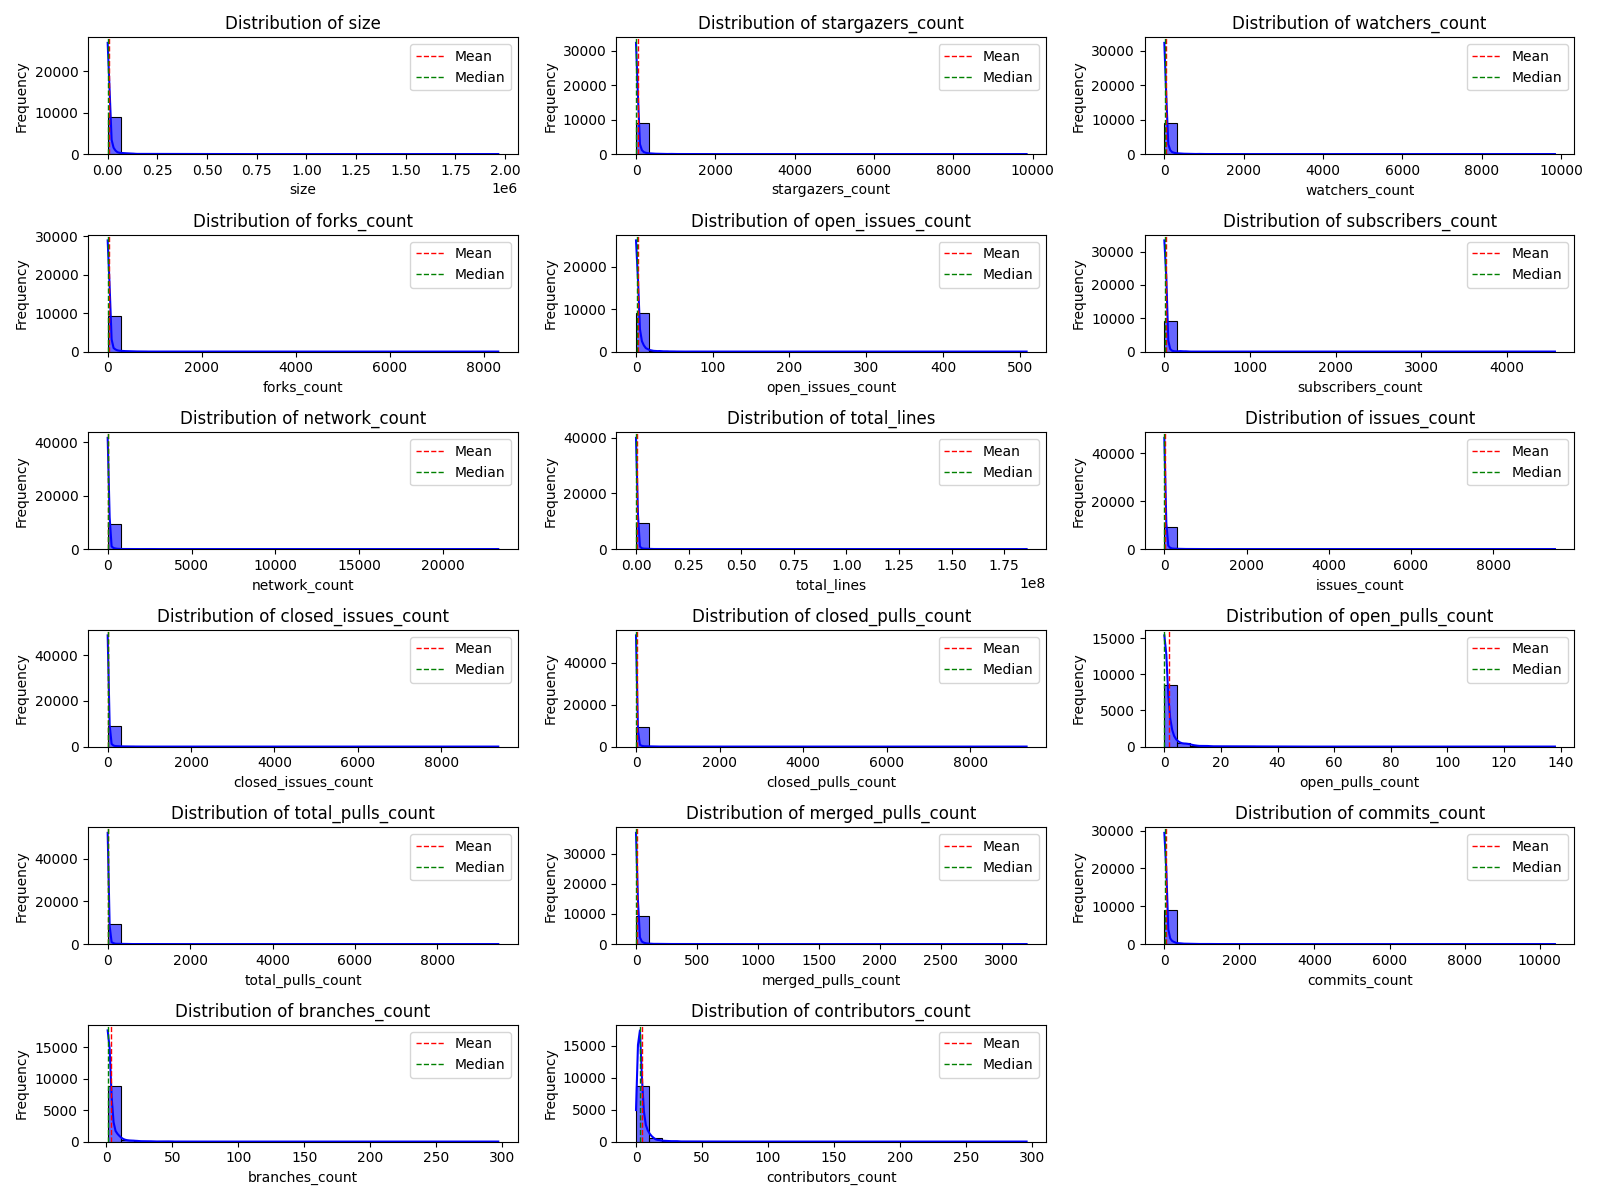 Distribution of size
Frequency
20000
10000
0
Mean
Median
0.00 0.25 0.50 0.75 1.00 1.25 1.50 1.75 2.00
size
1e6
Distribution of stargazers_count
Frequency
30000
20000
10000
0
Mean
Median
0 2000 4000 6000 8000 10000
stargazers_count
Distribution of watchers_count
Frequency
30000
20000
10000
0
Mean
Median
0 2000 4000 6000 8000 10000
watchers_count
Distribution of forks_count
Frequency
30000
20000
10000
0
Mean
Median
0 2000 4000 6000 8000
forks_count
Distribution of open_issues_count
Frequency
20000
10000
0
Mean
Median
0 100 200 300 400 500
open_issues_count
Distribution of subscribers_count
Frequency
30000
20000
10000
0
Mean
Median
0 1000 2000 3000 4000
subscribers_count
Distribution of network_count
Frequency
40000
20000
0
Mean
Median
0 5000 10000 15000 20000
network_count
Distribution of total_lines
Frequency
40000
30000
20000
10000
0
Mean
Median
0.00 0.25 0.50 0.75 1.00 1.25 1.50 1.75
total_lines
1e8
Distribution of issues_count
Frequency
40000
20000
0
Mean
Median
0 2000 4000 6000 8000
issues_count
Distribution of closed_issues_count
Frequency
40000
20000
0
Mean
Median
0 2000 4000 6000 8000
closed_issues_count
Distribution of closed_pulls_count
Frequency
40000
20000
0
Mean
Median
0 2000 4000 6000 8000
closed_pulls_count
Distribution of open_pulls_count
Frequency
15000
10000
5000
0
Mean
Median
0 20 40 60 80 100 120 140
open_pulls_count
Distribution of total_pulls_count
Frequency
40000
20000
0
Mean
Median
0 2000 4000 6000 8000
total_pulls_count
Distribution of merged_pulls_count
Frequency
30000
20000
10000
0
Mean
Median
0 500 1000 1500 2000 2500 3000
merged_pulls_count
Distribution of commits_count
Frequency
30000
20000
10000
0
Mean
Median
0 2000 4000 6000 8000 10000
commits_count
Distribution of branches_count
Frequency
15000
10000
5000
0
Mean
Median
0 50 100 150 200 250 300
branches_count
Distribution of contributors_count
Frequency
15000
10000
5000
0
Mean
Median
0 50 100 150 200 250 300
contributors_count